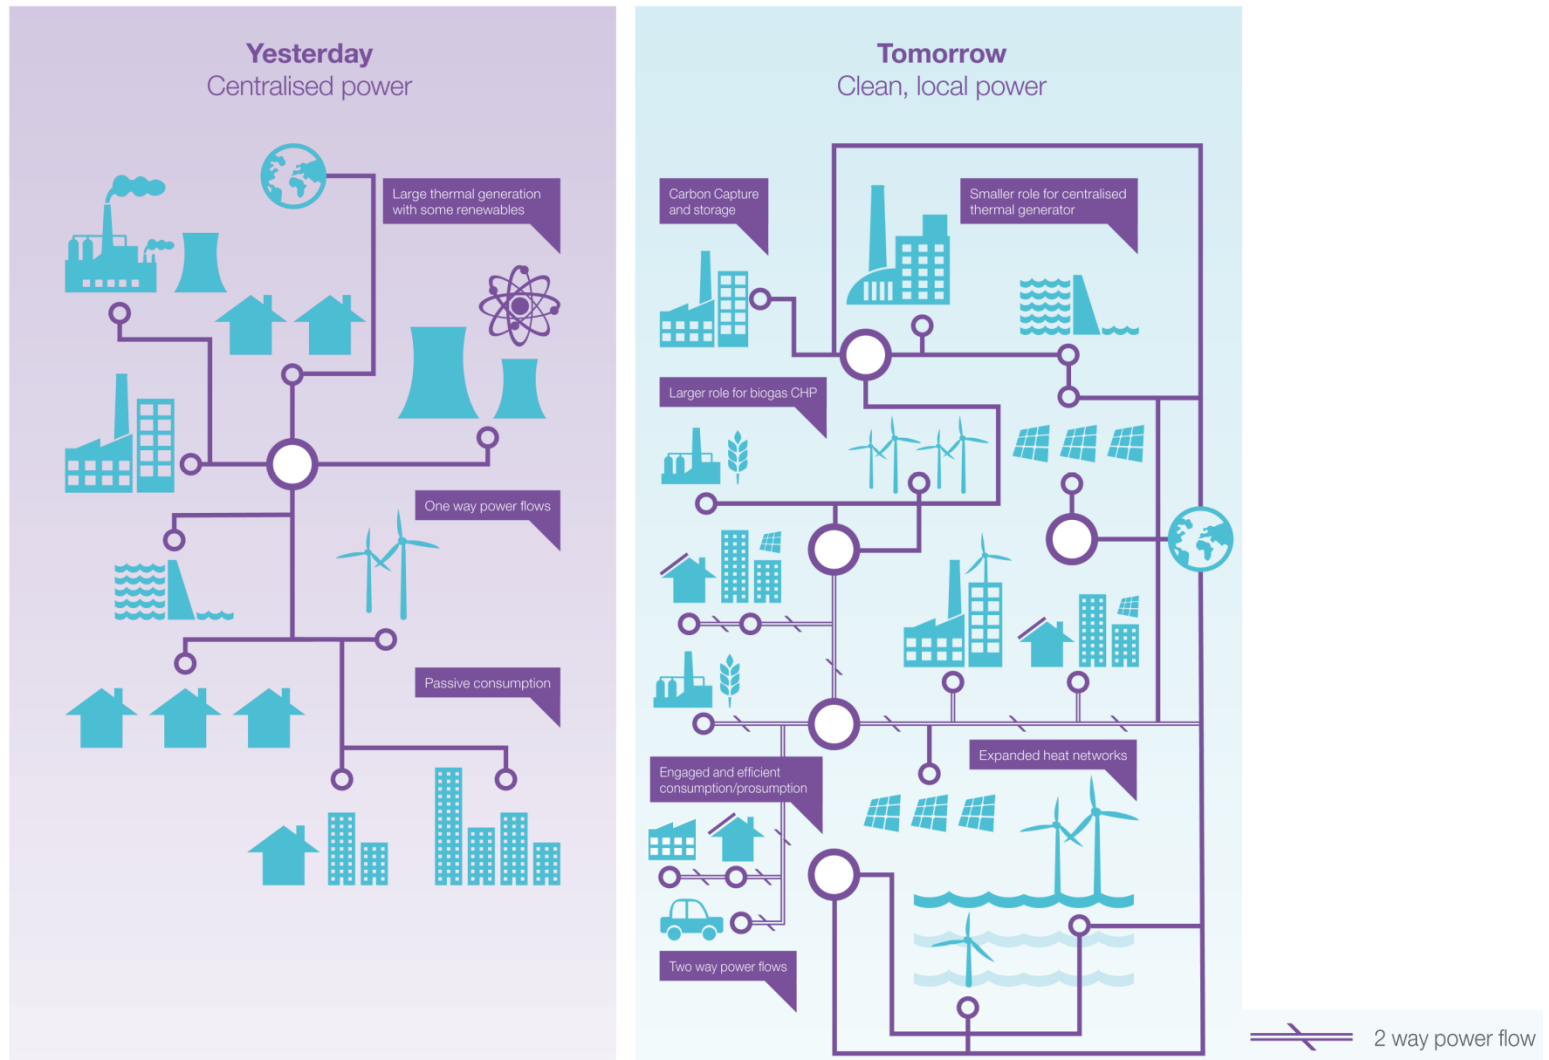 Yesterday
Centralised power
Large thermal generation
with some renewables
One way power flows
Passive consumption
Tomorrow
Clean, local power
Carbon Capture
and storage
Smaller role for centralised
thermal generator
Larger role for biogas CHP
Expanded heat networks
Engaged and efficient
consumption/prosumption
Two way power flows
2 way power flow